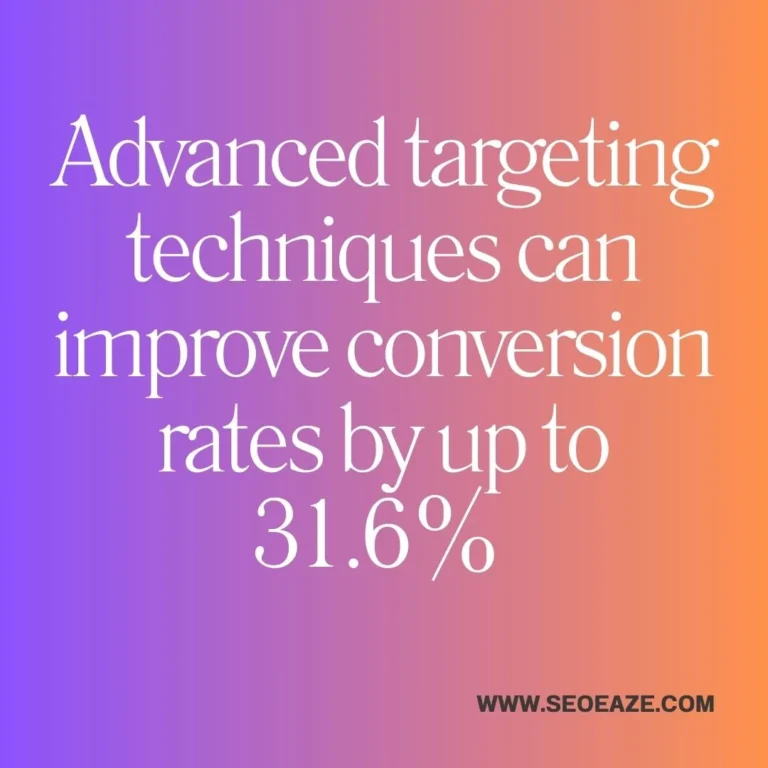 Advanced targeting
techniques can
improve conversion
rates by up to
31.6%
WWW.SEOEAZE.COM